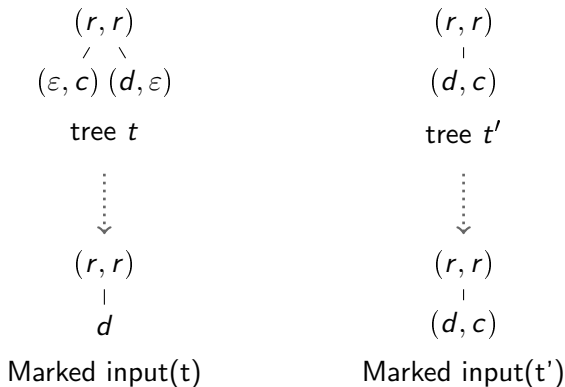 (r, r) (r, r)
(ε, c) (d, ε) (d, c)
tree t tree t′
(r, r) (r, r)
d (d, c)
Marked input(t) Marked input(t')